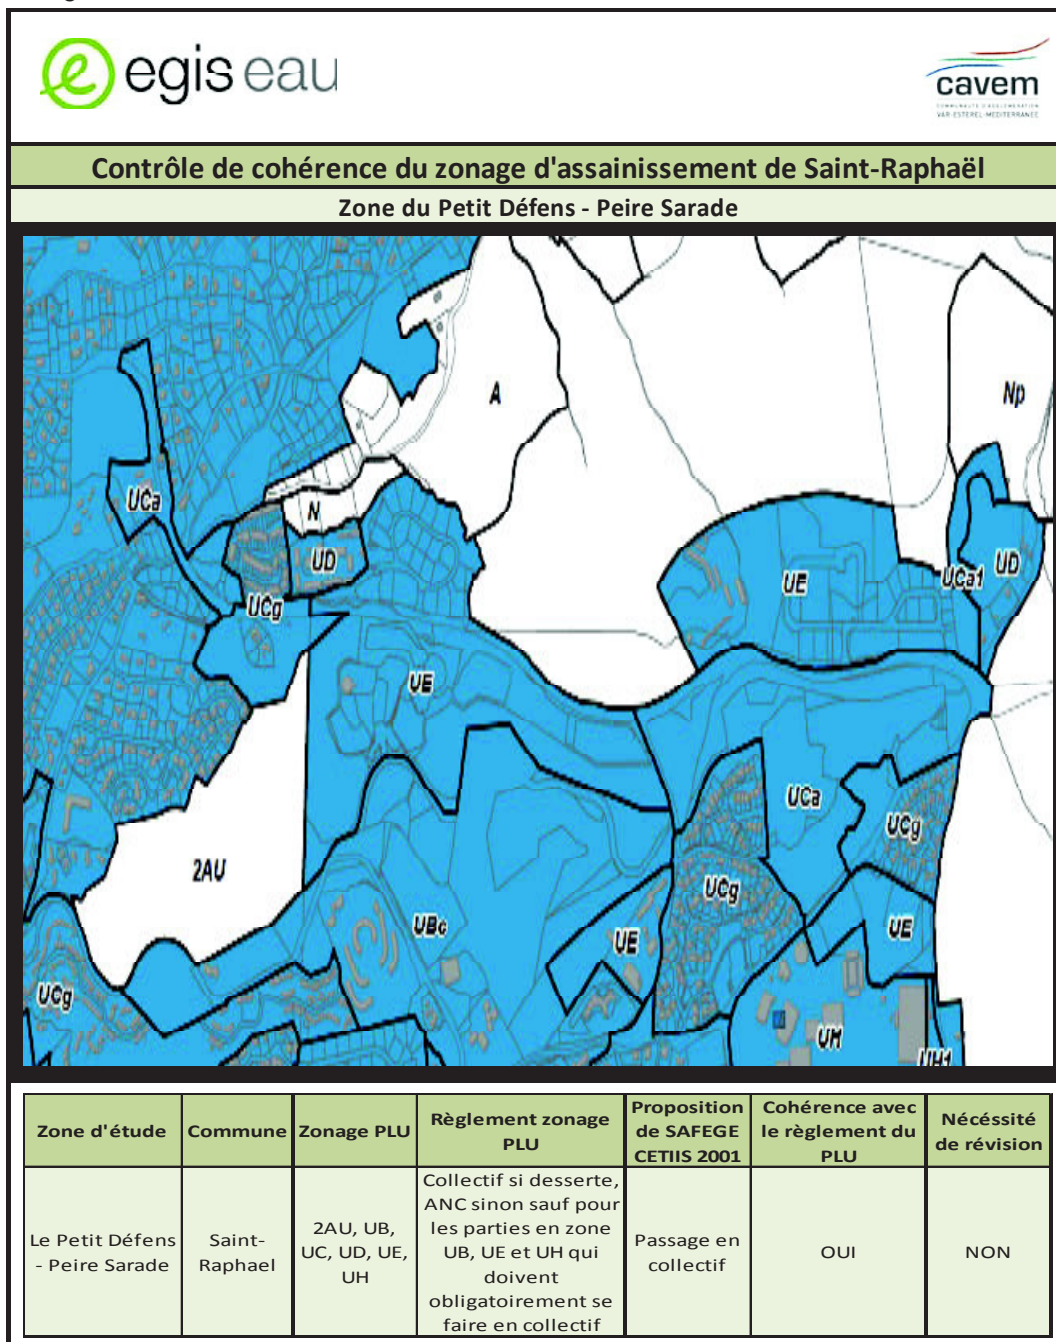 egis eau
cavem
COMMUNAUTÉ D'AGGLOMÉRATION
VAR-ESTEREL-MÉDITERRANÉE
Contrôle de cohérence du zonage d'assainissement de Saint-Raphaël
Zone du Petit Défens - Peire Sarade
A
Np
UCa
N
UD
UE
UCa1
UD
UCg
UE
UCa
UCg
2AU
UCg
UBc
UE
UE
UCg
UH
UH1
Zone d'étude
Commune
Zonage PLU
Règlement zonage
PLU
Proposition
de SAFEGE
CETIIS 2001
Cohérence avec
le règlement du
PLU
Nécéssité
de révision
Le Petit Défens
- Peire Sarade
Saint-
Raphael
2AU, UB,
UC, UD, UE,
UH
Collectif si desserte,
ANC sinon sauf pour
les parties en zone
UB, UE et UH qui
doivent
obligatoirement se
faire en collectif
Passage en
collectif
OUI
NON